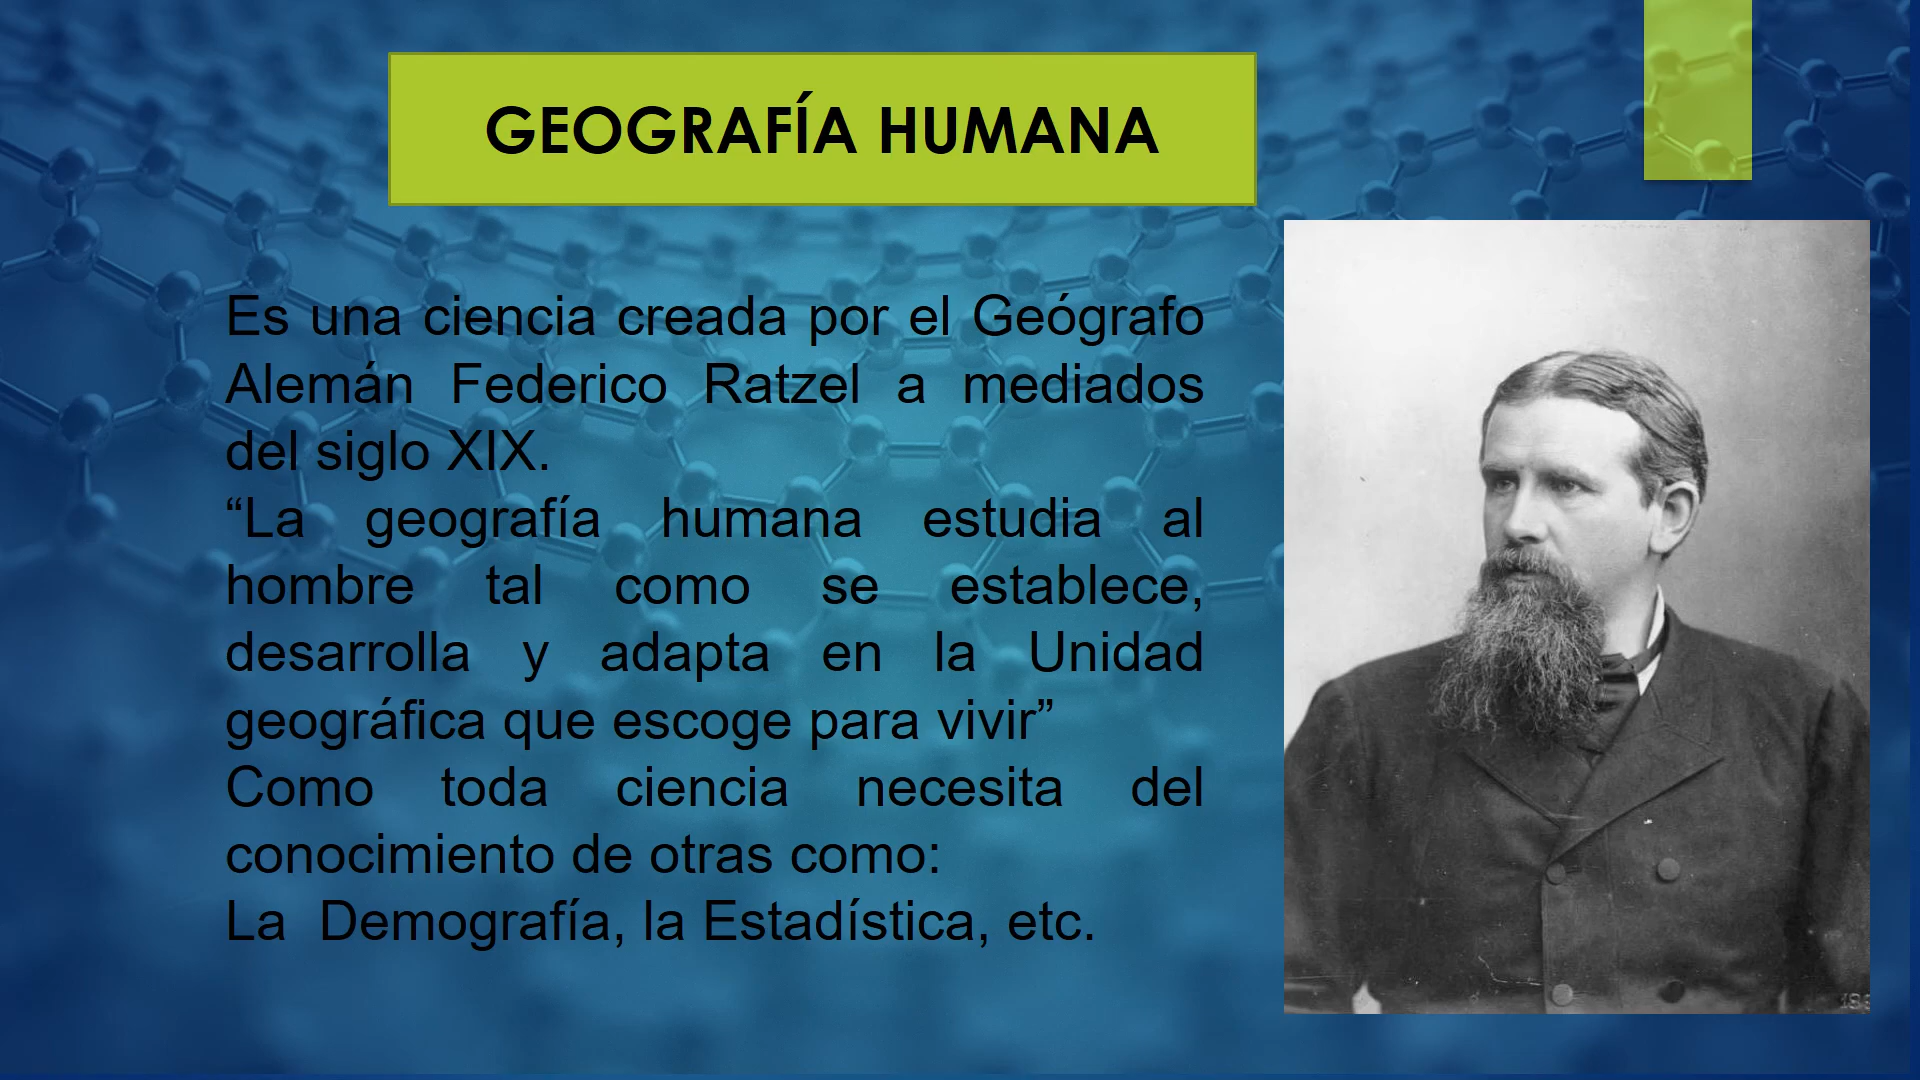 GEOGRAFÍA HUMANA
Es una ciencia creada por el Geógrafo
Alemán Federico Ratzel a mediados
del siglo XIX.
“La geografía humana estudia al
hombre tal como se establece,
desarrolla y adapta en la Unidad
geográfica que escoge para vivir”
Como toda ciencia necesita del
conocimiento de otras como:
La  Demografía, la Estadística, etc.